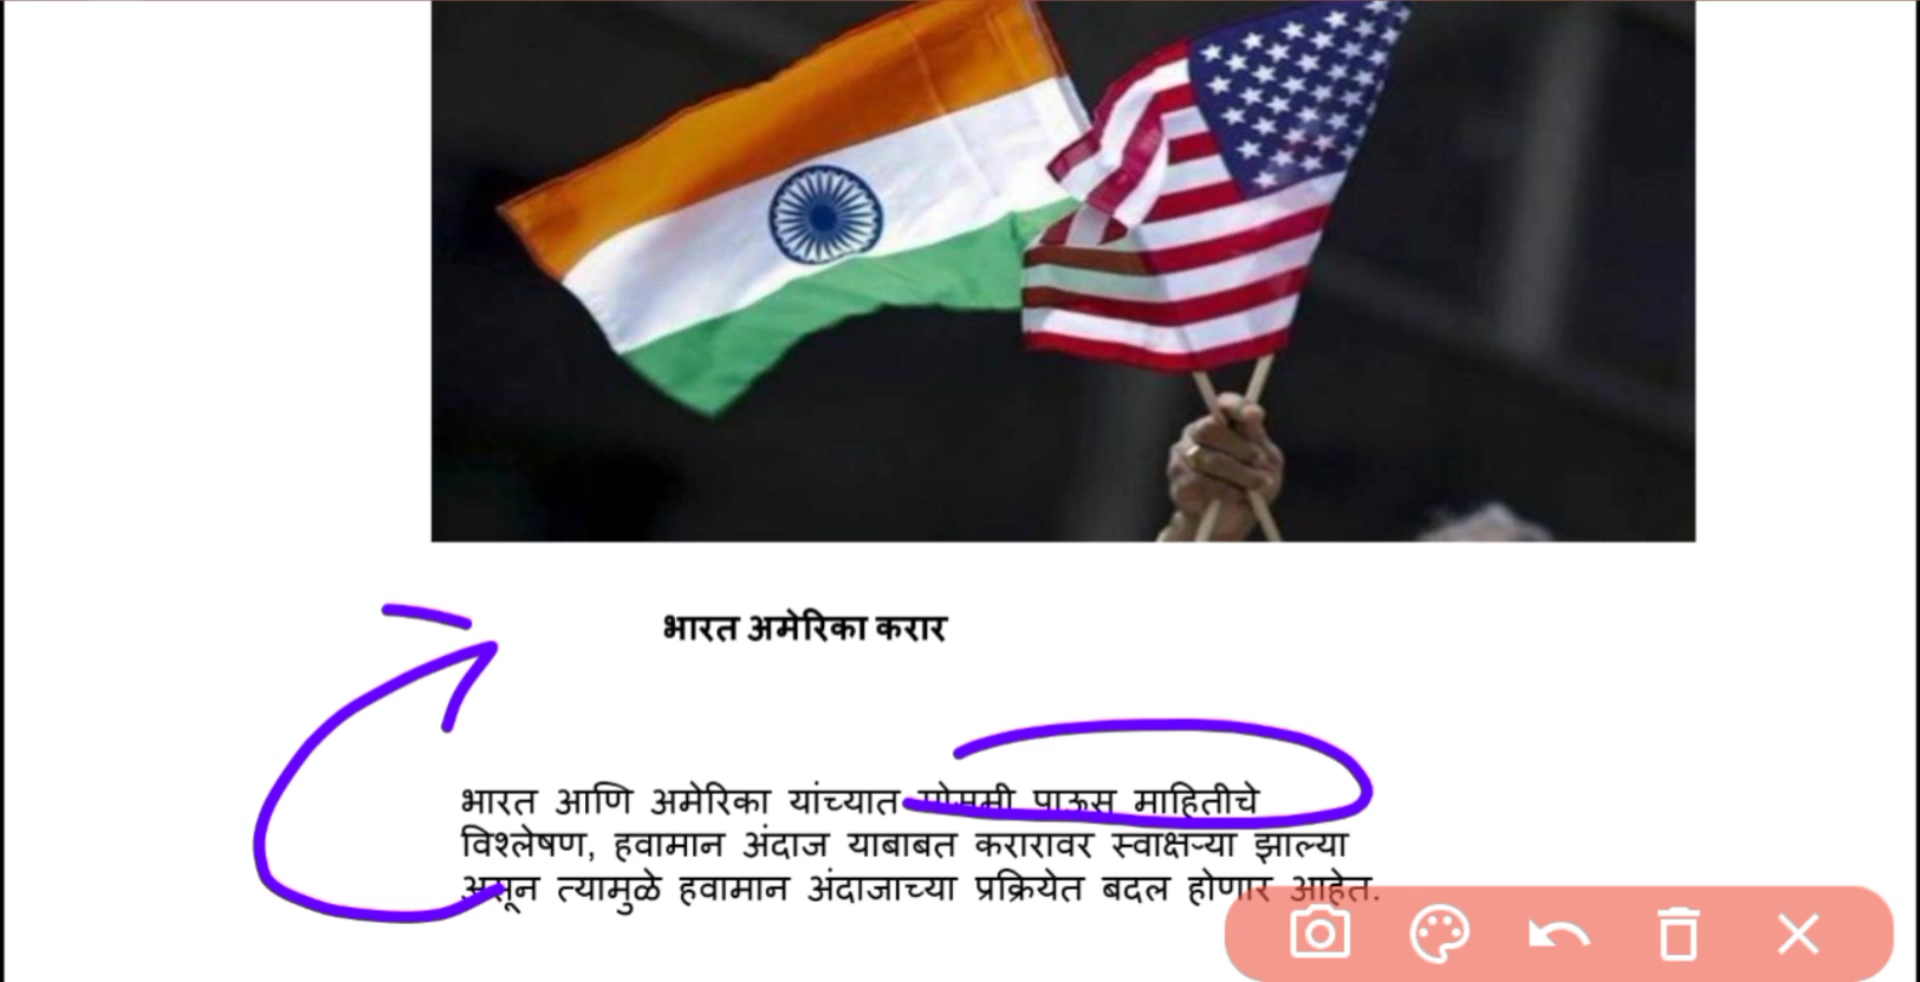 भारत अमेरिका करार
भारत आणि अमेरिका यांच्यात मोसमी पाऊस माहितीचे
विश्लेषण, हवामान अंदाज याबाबत करारावर स्वाक्षऱ्या झाल्या
असून त्यामुळे हवामान अंदाजाच्या प्रक्रियेत बदल होणार आहेत.